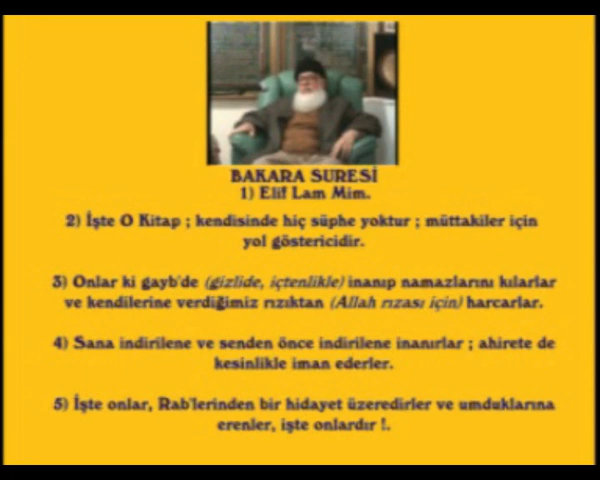 BAKARA SURESİ
1) Elif Lam Mim.
2) İşte O Kitap ; kendisinde hiç süphe yoktur ; müttakiler için
yol göstericidir.
3) Onlar ki gayb'de (gizlide, içtenlikle) inanıp namazlarını kılarlar
ve kendilerine verdiğimiz rızıktan (Allah rızası için) harcarlar.
4) Sana indirilene ve senden önce indirilene inanırlar ; ahirete de
kesinlikle iman ederler.
5) İşte onlar, Rab'lerinden bir hidayet üzeredirler ve umduklarına
erenler, işte onlardır !.